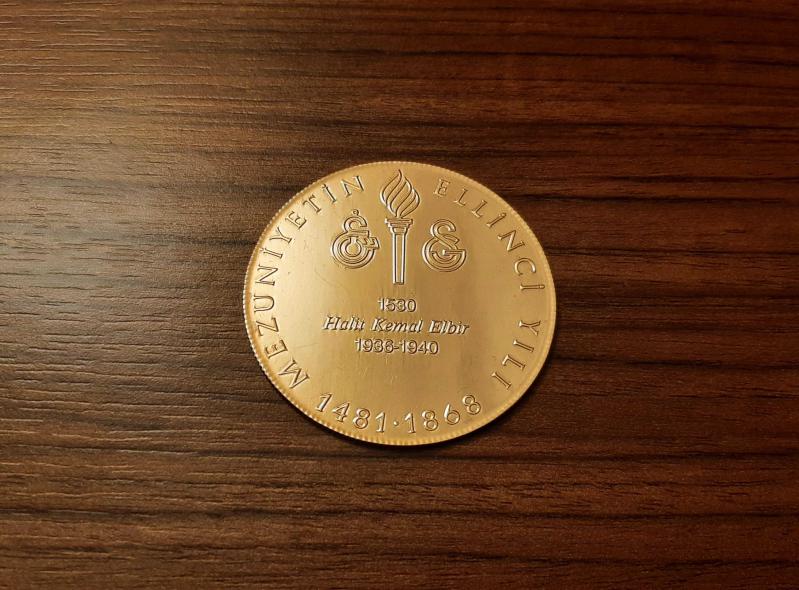 MEZUNİYETİN ELLİNCİ YILI
1530
Halit Kemal Elbir
1936-1940
1481·1868